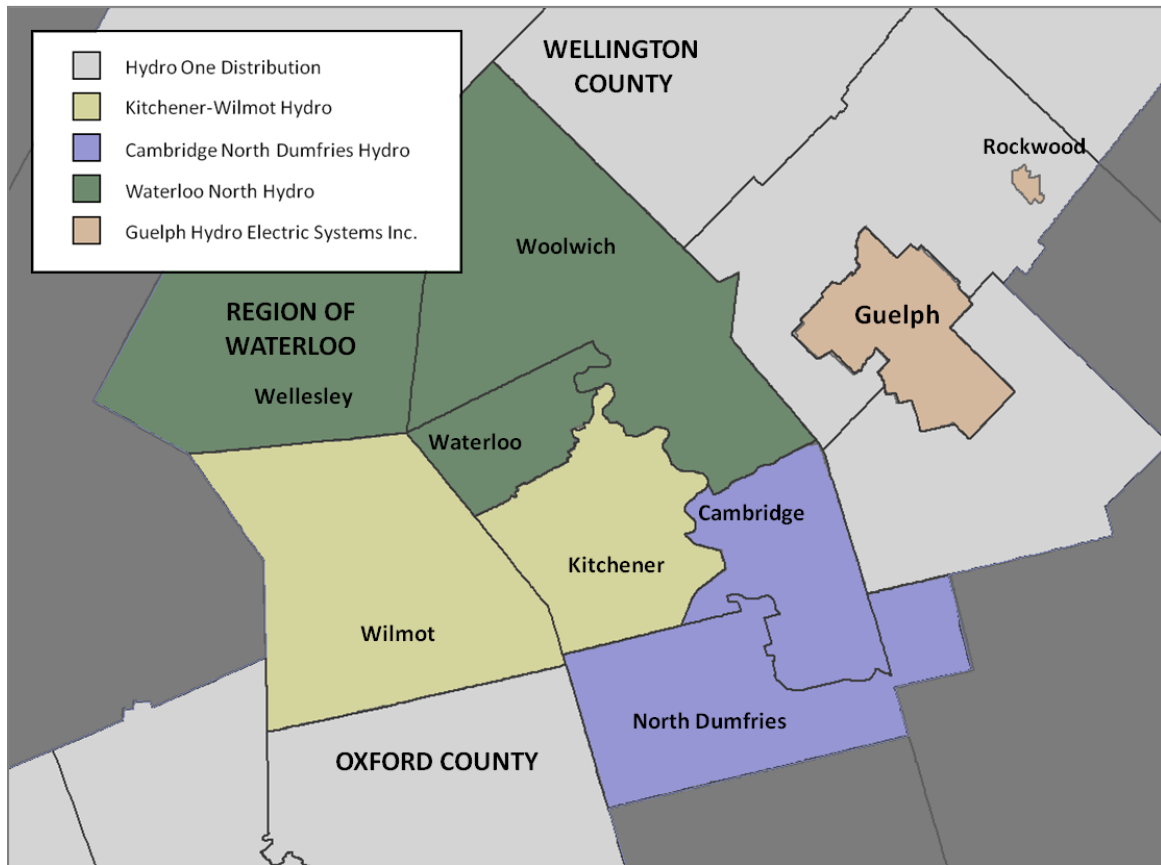 Hydro One Distribution
Kitchener-Wilmot Hydro
Cambridge North Dumfries Hydro
Waterloo North Hydro
Guelph Hydro Electric Systems Inc.
WELLINGTON
COUNTY
Rockwood
Woolwich
REGION OF
WATERLOO
Guelph
Wellesley
Waterloo
Cambridge
Kitchener
Wilmot
North Dumfries
OXFORD COUNTY